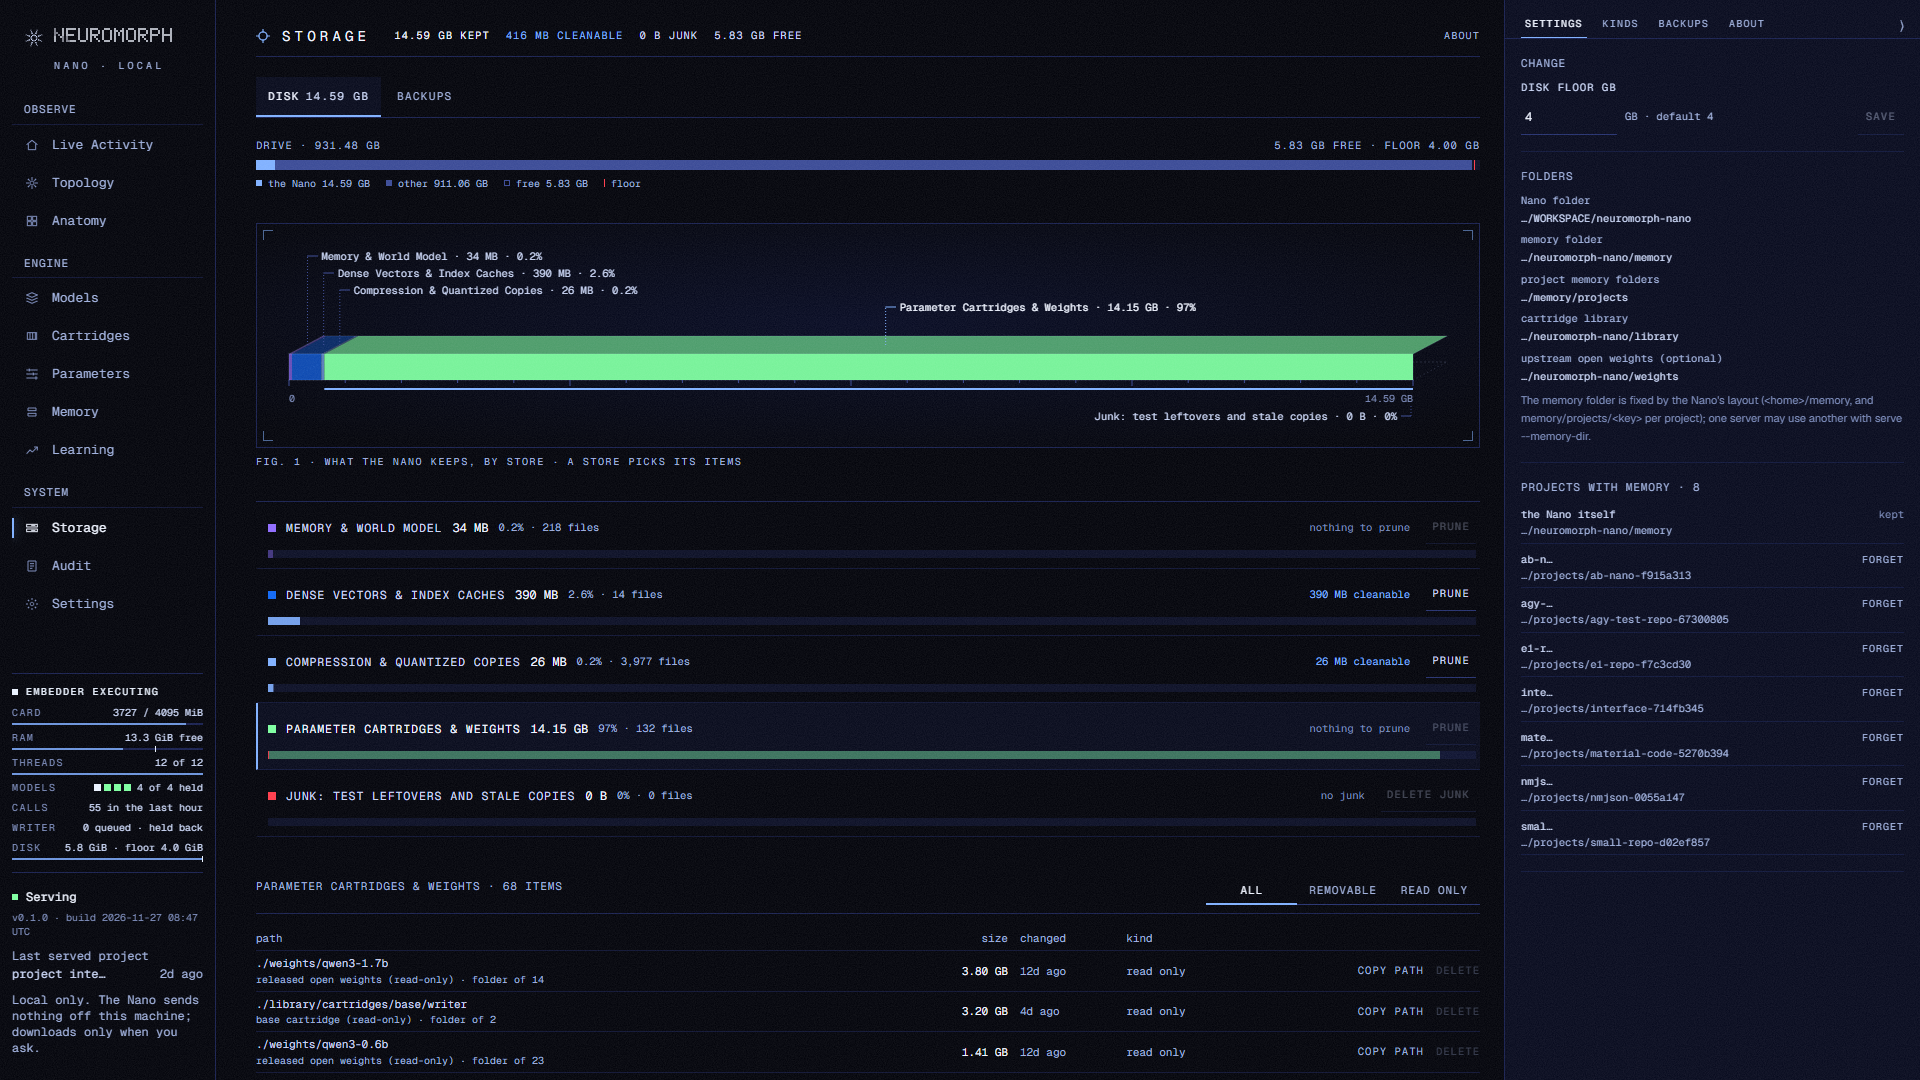 NEUROMORPH
NANO · LOCAL
OBSERVE
Live Activity
Topology
Anatomy
ENGINE
Models
Cartridges
Parameters
Memory
Learning
SYSTEM
Storage
Audit
Settings
EMBEDDER EXECUTING
CARD 3727 / 4095 MiB
RAM 13.3 GiB free
THREADS 12 of 12
MODELS 4 of 4 held
CALLS 55 in the last hour
WRITER 0 queued · held back
DISK 5.8 GiB · floor 4.0 GiB
Serving
v0.1.0 · build 2026-11-27 08:47
UTC
Last served project
project inte… 2d ago
Local only. The Nano sends
nothing off this machine;
downloads only when you
ask.
STORAGE 14.59 GB KEPT 416 MB CLEANABLE 0 B JUNK 5.83 GB FREE ABOUT
DISK 14.59 GB BACKUPS
DRIVE · 931.48 GB 5.83 GB FREE · FLOOR 4.00 GB
the Nano 14.59 GB other 911.06 GB free 5.83 GB floor
Memory & World Model · 34 MB · 0.2%
Dense Vectors & Index Caches · 390 MB · 2.6%
Compression & Quantized Copies · 26 MB · 0.2%
Parameter Cartridges & Weights · 14.15 GB · 97%
0 14.59 GB
Junk: test leftovers and stale copies · 0 B · 0%
FIG. 1 · WHAT THE NANO KEEPS, BY STORE · A STORE PICKS ITS ITEMS
MEMORY & WORLD MODEL 34 MB 0.2% · 218 files nothing to prune PRUNE
DENSE VECTORS & INDEX CACHES 390 MB 2.6% · 14 files 390 MB cleanable PRUNE
COMPRESSION & QUANTIZED COPIES 26 MB 0.2% · 3,977 files 26 MB cleanable PRUNE
PARAMETER CARTRIDGES & WEIGHTS 14.15 GB 97% · 132 files nothing to prune PRUNE
JUNK: TEST LEFTOVERS AND STALE COPIES 0 B 0% · 0 files no junk DELETE JUNK
PARAMETER CARTRIDGES & WEIGHTS · 68 ITEMS ALL REMOVABLE READ ONLY
path size changed kind
./weights/qwen3-1.7b
released open weights (read-only) · folder of 14 3.80 GB 12d ago read only COPY PATH DELETE
./library/cartridges/base/writer
base cartridge (read-only) · folder of 2 3.20 GB 4d ago read only COPY PATH DELETE
./weights/qwen3-0.6b
released open weights (read-only) · folder of 23 1.41 GB 12d ago read only COPY PATH DELETE
SETTINGS KINDS BACKUPS ABOUT ⟩
CHANGE
DISK FLOOR GB
4 GB · default 4 SAVE
FOLDERS
Nano folder
…/WORKSPACE/neuromorph-nano
memory folder
…/neuromorph-nano/memory
project memory folders
…/memory/projects
cartridge library
…/neuromorph-nano/library
upstream open weights (optional)
…/neuromorph-nano/weights
The memory folder is fixed by the Nano's layout (<home>/memory, and
memory/projects/<key> per project); one server may use another with serve
--memory-dir.
PROJECTS WITH MEMORY · 8
the Nano itself kept
…/neuromorph-nano/memory
ab-n… FORGET
…/projects/ab-nano-f915a313
agy-… FORGET
…/projects/agy-test-repo-67300805
e1-r… FORGET
…/projects/e1-repo-f7c3cd30
inte… FORGET
…/projects/interface-714fb345
mate… FORGET
…/projects/material-code-5270b394
nmjs… FORGET
…/projects/nmjson-0055a147
smal… FORGET
…/projects/small-repo-d02ef857